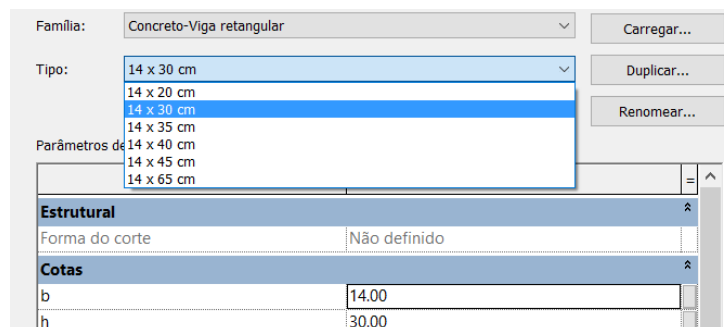 Família: Concreto-Viga retangular Carregar...
Tipo: 14 x 30 cm Duplicar...
14 x 20 cm
14 x 30 cm Renomear...
14 x 35 cm
Parâmetros de 14 x 40 cm
14 x 45 cm
14 x 65 cm
=
Estrutural
Forma do corte Não definido
Cotas
b 14.00
h 30.00